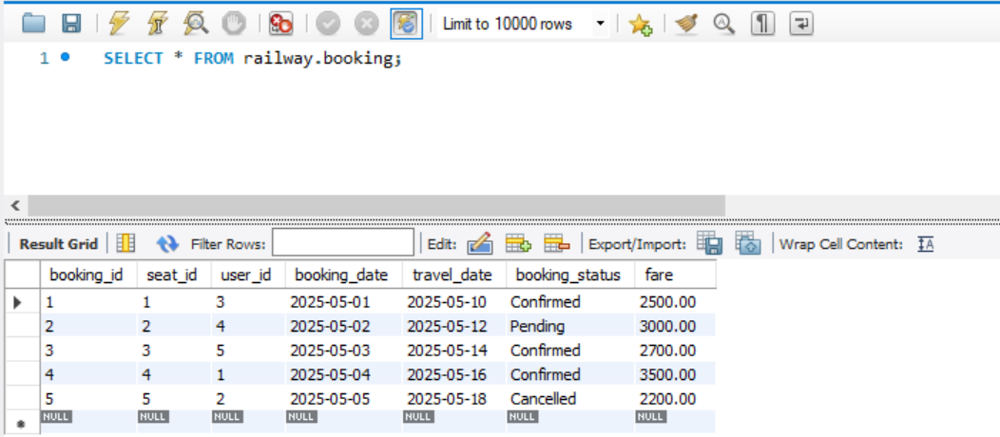 Limit to 10000 rows
1 SELECT * FROM railway.booking;
Result Grid Filter Rows: Edit: Export/Import: Wrap Cell Content: IA
booking_id seat_id user_id booking_date travel_date booking_status fare
1 1 3 2025-05-01 2025-05-10 Confirmed 2500.00
2 2 4 2025-05-02 2025-05-12 Pending 3000.00
3 3 5 2025-05-03 2025-05-14 Confirmed 2700.00
4 4 1 2025-05-04 2025-05-16 Confirmed 3500.00
5 5 2 2025-05-05 2025-05-18 Cancelled 2200.00
NULL NULL NULL NULL NULL NULL NULL